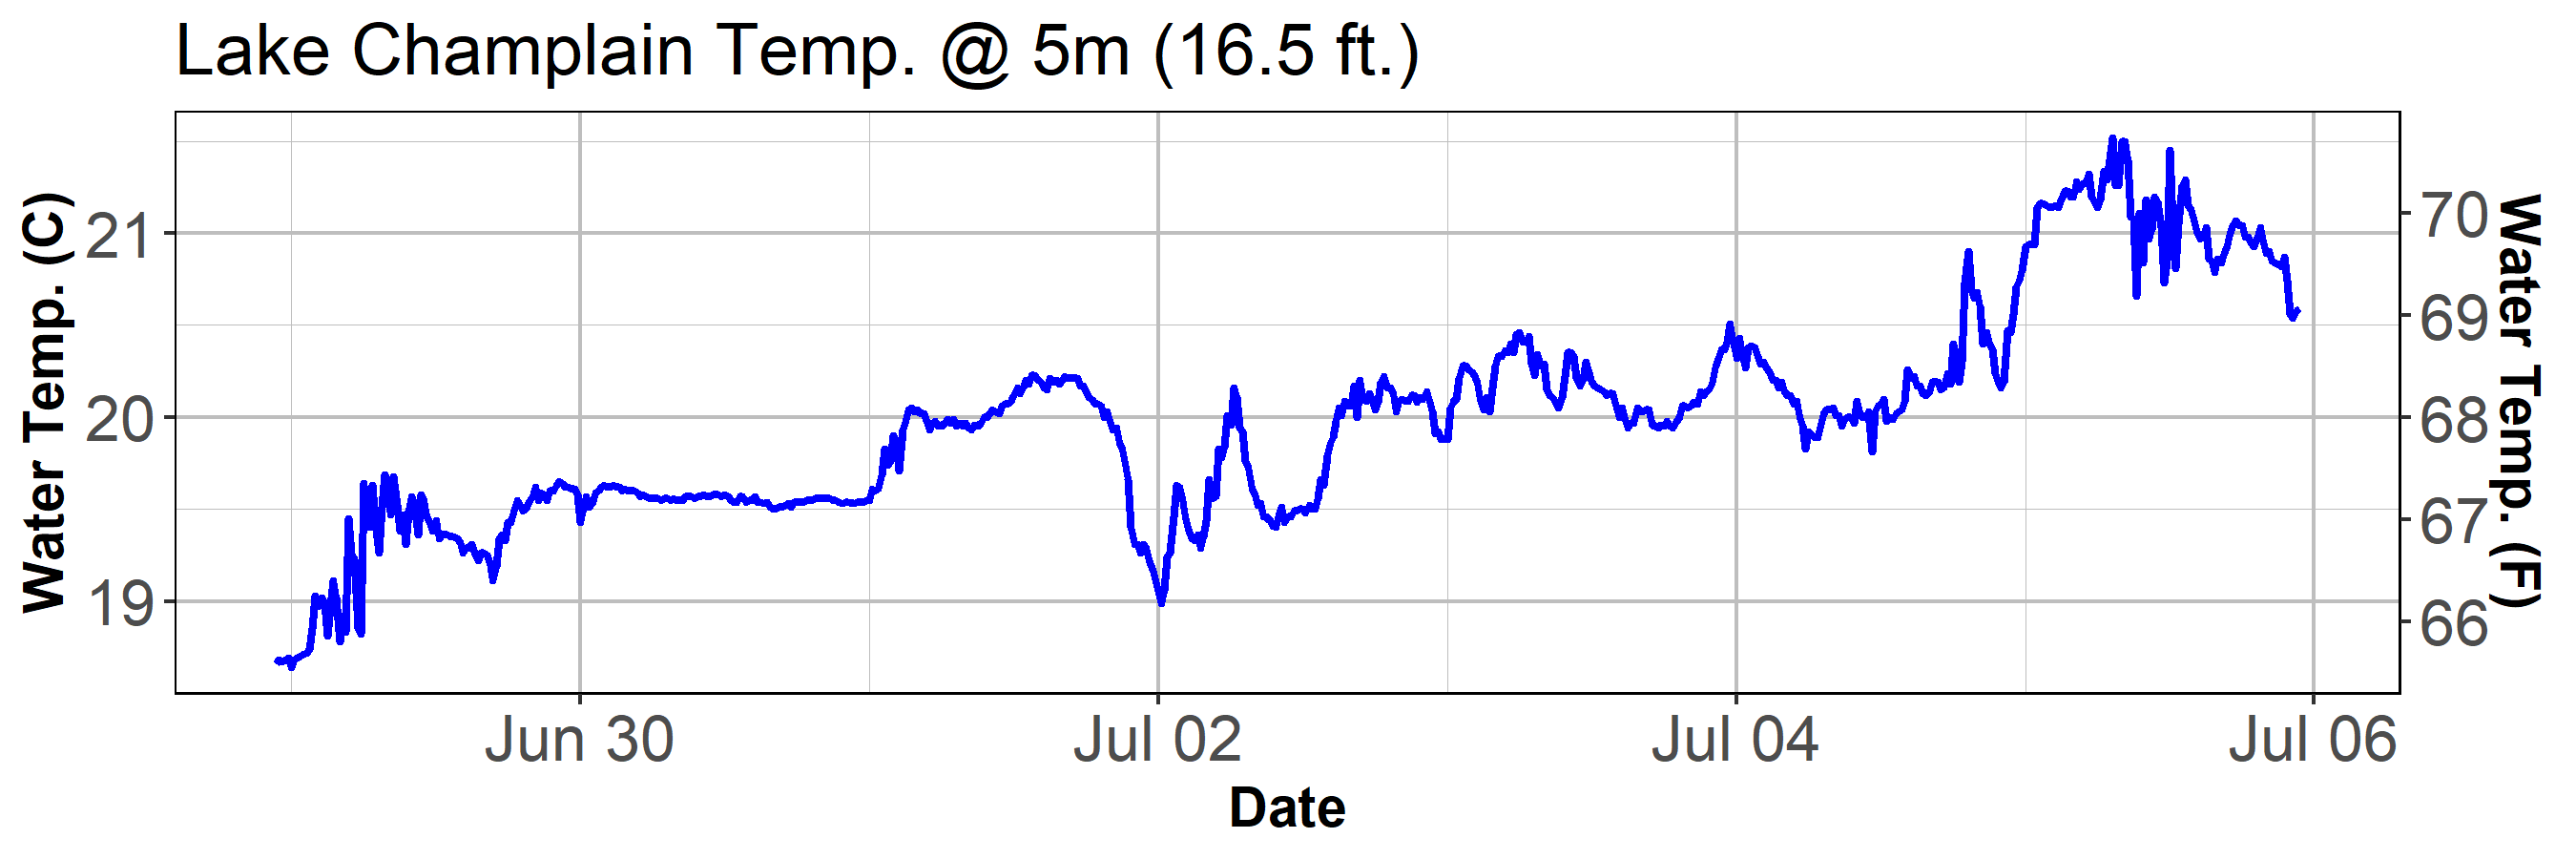 Lake Champlain Temp. @ 5m (16.5 ft.)
Water Temp. (C)
21
20
19
70
69
68
67
66
Water Temp. (F)
Jun 30
Jul 02
Jul 04
Jul 06
Date